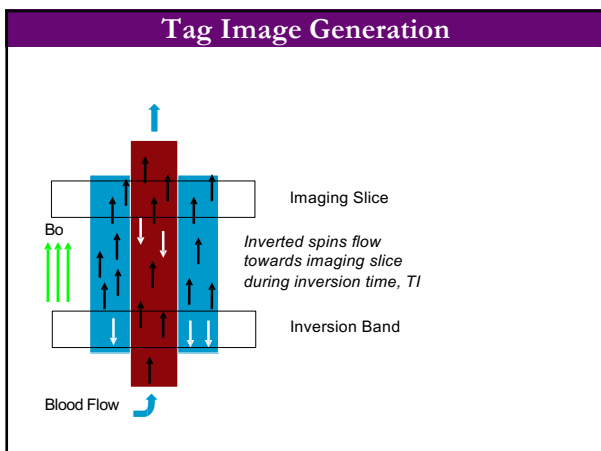 Tag Image Generation
Imaging Slice
Bo
Inverted spins flow
towards imaging slice
during inversion time, TI
Inversion Band
Blood Flow